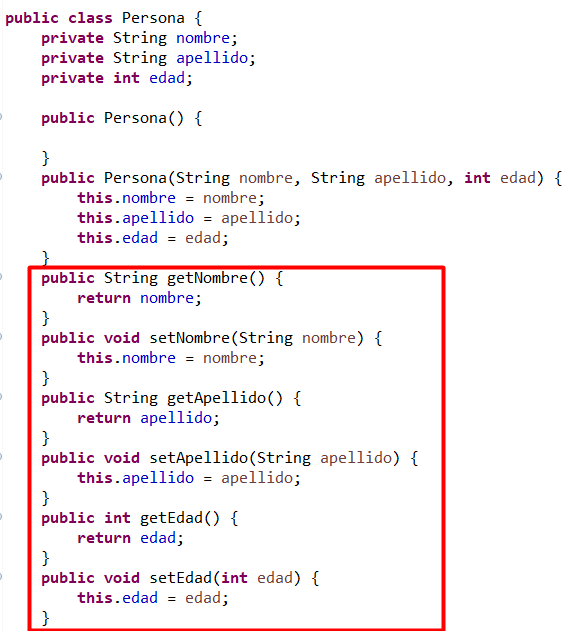 public class Persona {
    private String nombre;
    private String apellido;
    private int edad;

    public Persona() {

    }
    public Persona(String nombre, String apellido, int edad) {
        this.nombre = nombre;
        this.apellido = apellido;
        this.edad = edad;
    }
    public String getNombre() {
        return nombre;
    }
    public void setNombre(String nombre) {
        this.nombre = nombre;
    }
    public String getApellido() {
        return apellido;
    }
    public void setApellido(String apellido) {
        this.apellido = apellido;
    }
    public int getEdad() {
        return edad;
    }
    public void setEdad(int edad) {
        this.edad = edad;
    }